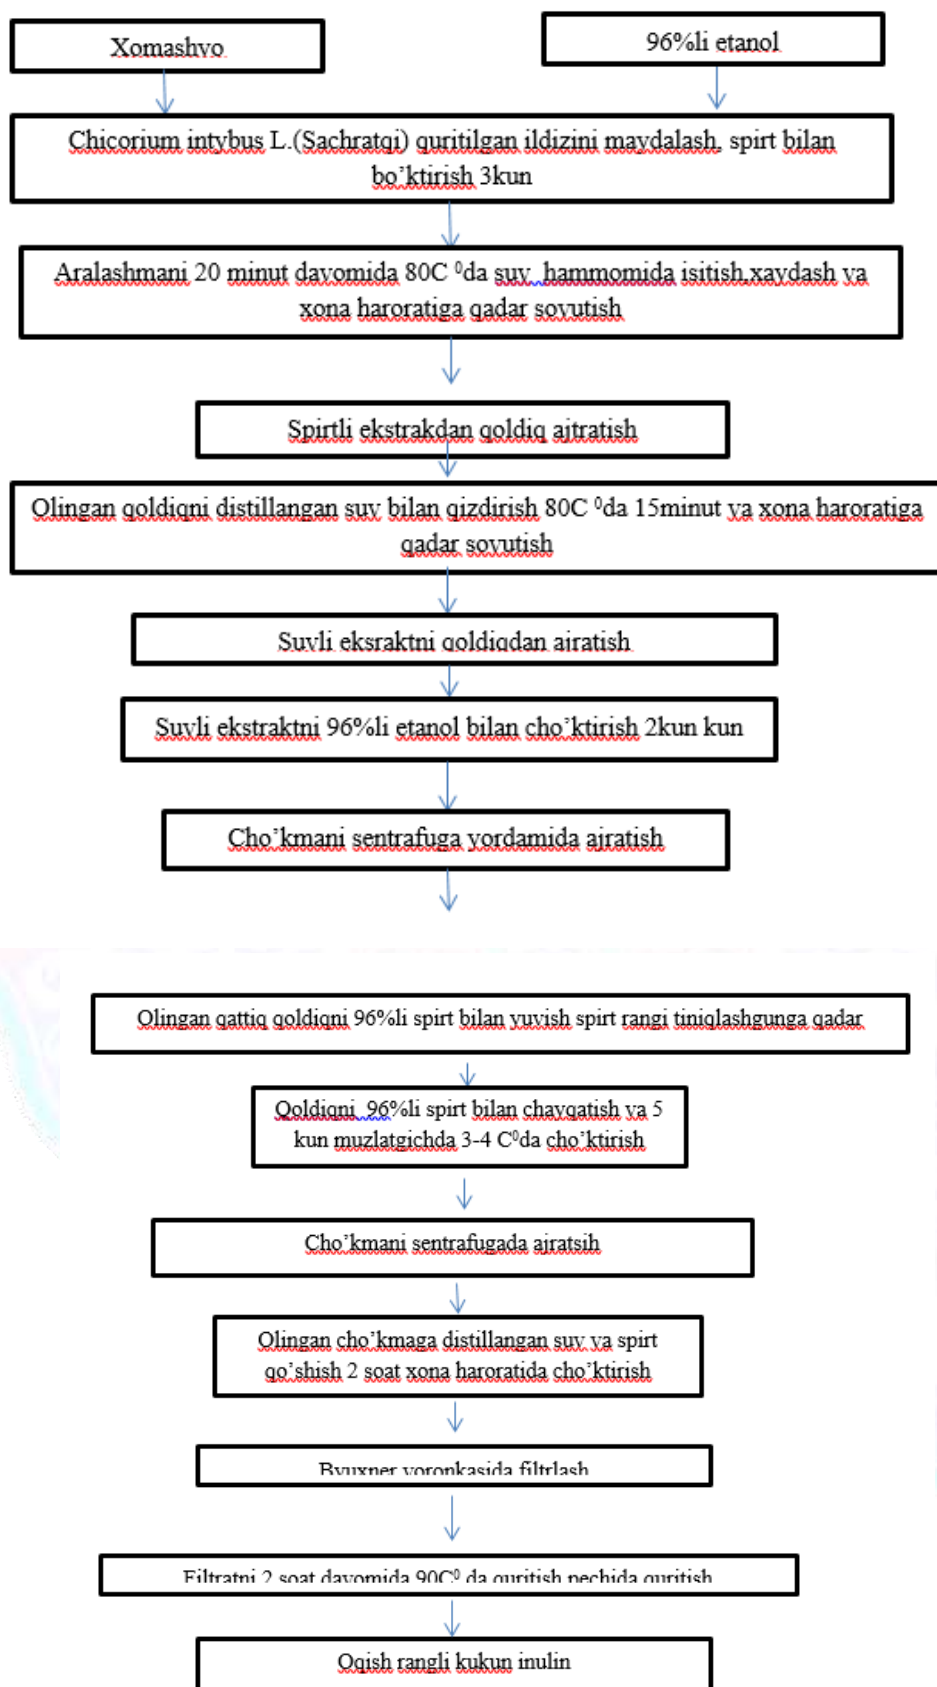 Xomashvo
96%li etanol
Chicorium intybus L.(Sachratqi) quritilgan ildizini maydalash, spirt bilan
bo’ktirish 3kun
Aralashmani 20 minut davomida 80C ⁰da suv hammomida isitish,xaydash va
xona haroratiga qadar sovutish
Spirtli ekstrakdan qoldiq ajtratish
Olingan qoldiqni distillangan suv bilan qizdirish 80C ⁰da 15minut va xona haroratiga
qadar sovutish
Suvli eksraktni qoldiqdan ajratish
Suvli ekstraktni 96%li etanol bilan cho’ktirish 2kun kun
Cho’kmani sentrafuga yordamida ajratish
Olingan qattiq qoldiqni 96%li spirt bilan yuvish spirt rangi tiniqlashgunga qadar
Qoldiqni 96%li spirt bilan chayqatish va 5
kun muzlatgichda 3-4 C⁰da cho’ktirish
Cho’kmani sentrafugada ajratsih
Olingan cho’kmaga distillangan suv va spirt
qo’shish 2 soat xona haroratida cho’ktirish
Byuxner voronkasida filtrlash
Filtratni 2 soat davomida 90C⁰ da quritish pechida quritish
Oqish rangli kukun inulin